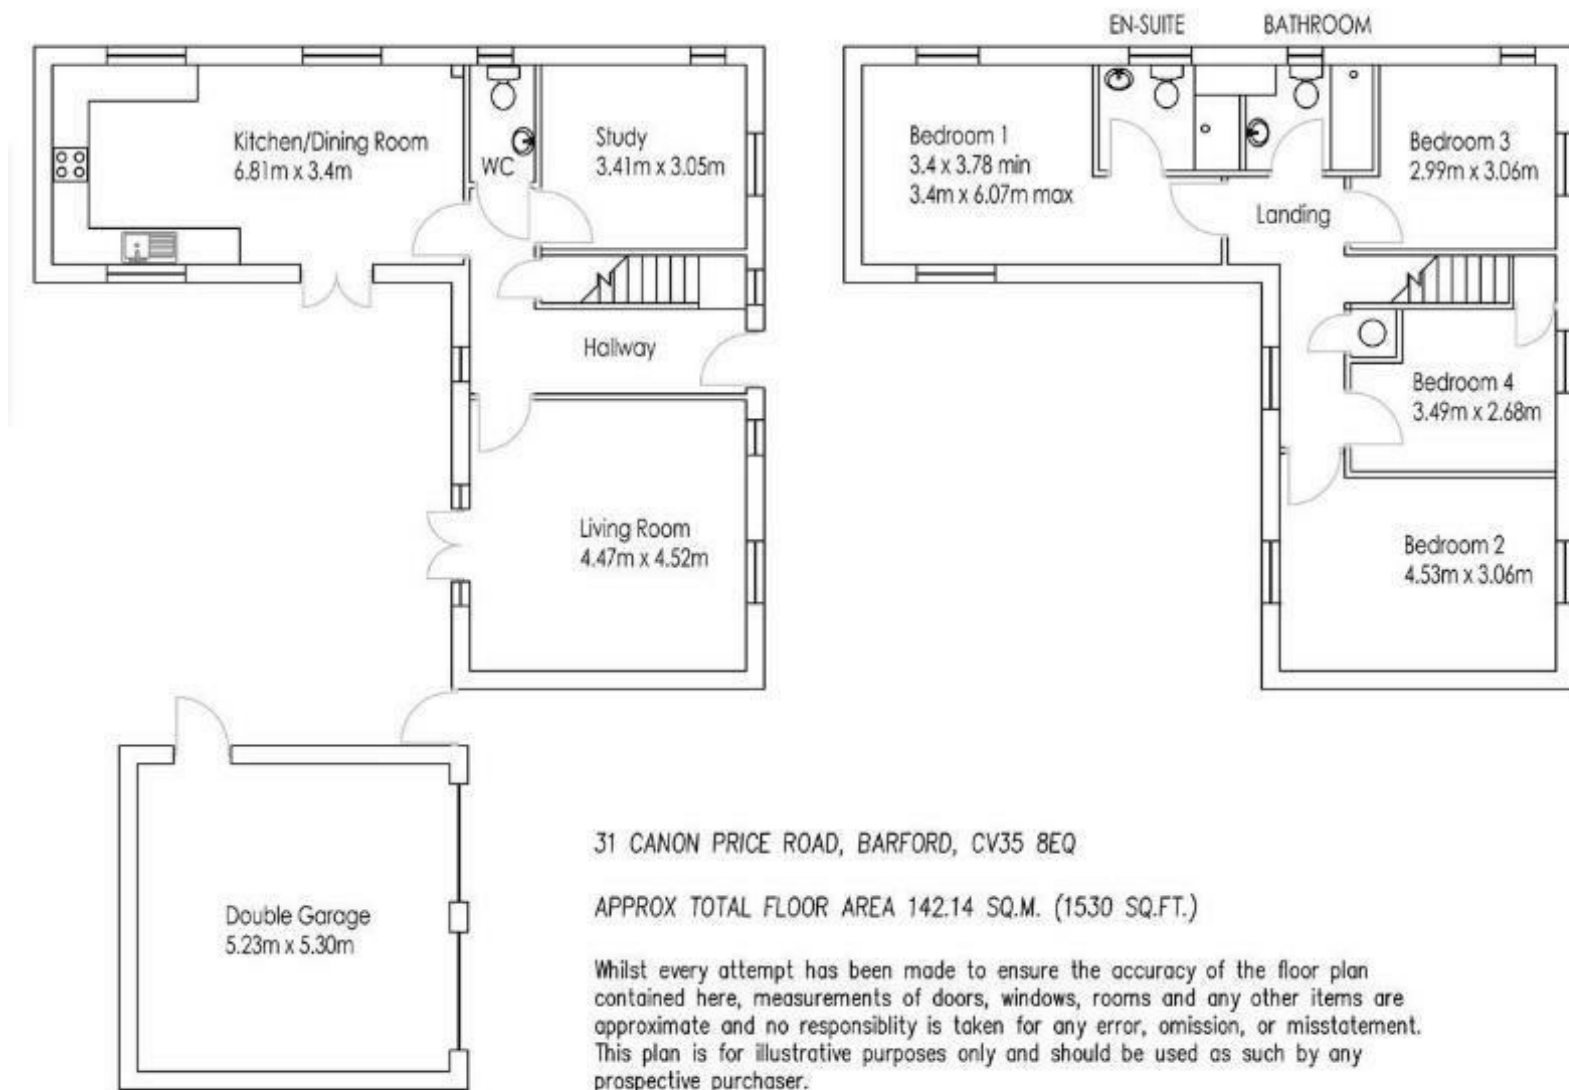 EN-SUITE
BATHROOM
Kitchen/Dining Room
6.81m x 3.4m
WC
Study
3.41m x 3.05m
Hallway
Living Room
4.47m x 4.52m
Double Garage
5.23m x 5.30m
Bedroom 1
3.4 x 3.78 min
3.4m x 6.07m max
Landing
Bedroom 3
2.99m x 3.06m
Bedroom 4
3.49m x 2.68m
Bedroom 2
4.53m x 3.06m
31 CANON PRICE ROAD, BARFORD, CV35 8EQ
APPROX TOTAL FLOOR AREA 142.14 SQ.M. (1530 SQ.FT.)
Whilst every attempt has been made to ensure the accuracy of the floor plan
contained here, measurements of doors, windows, rooms and any other items are
approximate and no responsiblity is taken for any error, omission, or misstatement.
This plan is for illustrative purposes only and should be used as such by any
prospective purchaser.